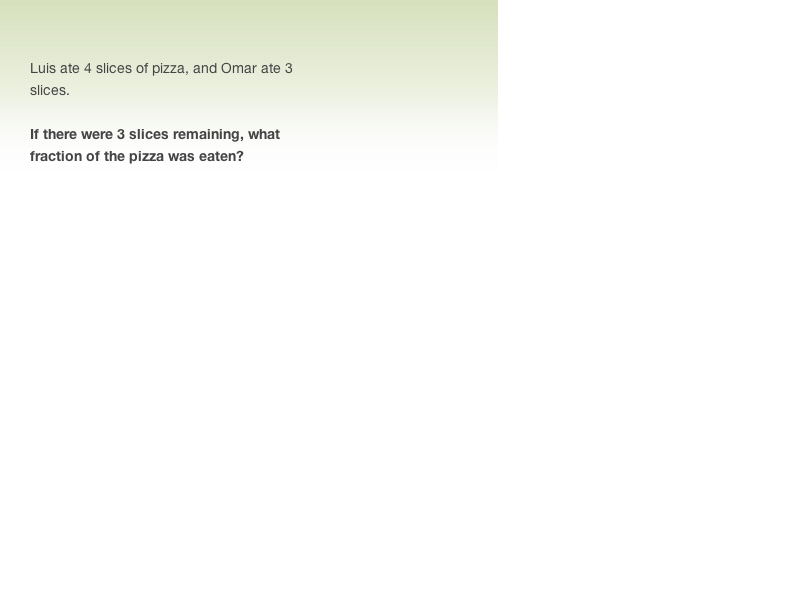 Luis ate 4 slices of pizza, and Omar ate 3
slices.
If there were 3 slices remaining, what
fraction of the pizza was eaten?